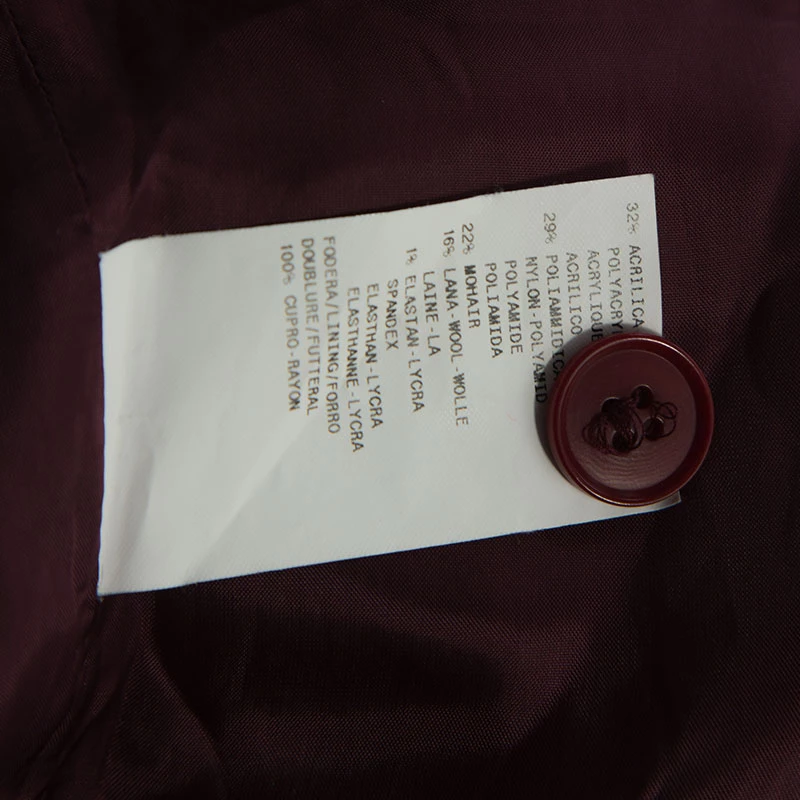 32% ACRILICA
POLYACRY
ACRYLIQUE
ACRILICO
29% POLIAMMIDICA
NYLON-POLYAMID
POLYAMIDE
POLIAMIDA
22% MOHAIR
16% LANA-WOOL-WOLLE
LAINE-LA
1% ELASTAN-LYCRA
SPANDEX
ELASTHAN-LYCRA
ELASTHANNE-LYCRA
FODERA/LINING/FORRO
DOUBLURE/FUTTERAL
100% CUPRO-RAYON